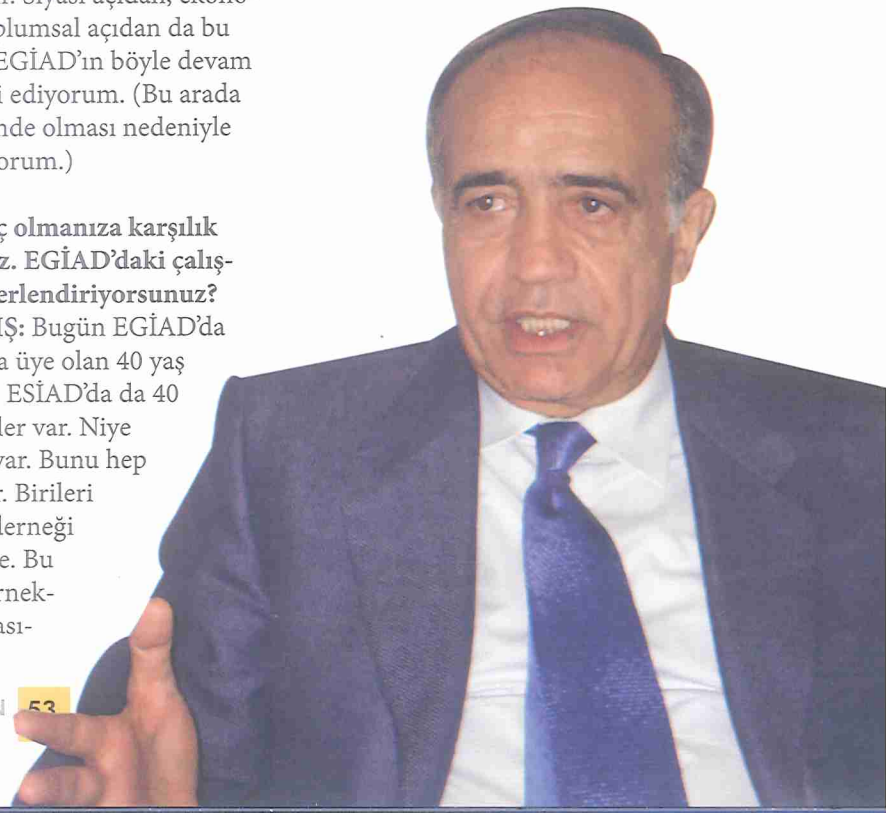 Siyasi açıdan, ekono
plumsal açıdan da bu
EGİAD’ın böyle devam
i ediyorum. (Bu arada
nde olması nedeniyle
orum.)
ç olmanıza karşılık
z. EGİAD’daki çalış-
erlendiriyorsunuz?
IŞ: Bugün EGİAD’da
a üye olan 40 yaş
ESİAD’da da 40
ler var. Niye
var. Bunu hep
r. Birileri
lerneği
e. Bu
rnek-
ası-
53